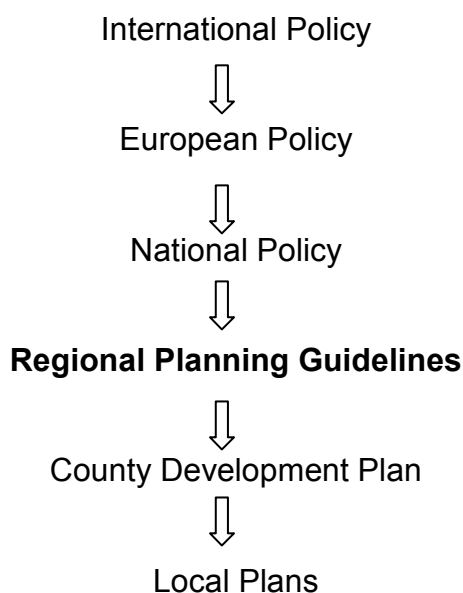 International Policy
European Policy
National Policy
Regional Planning Guidelines
County Development Plan
Local Plans